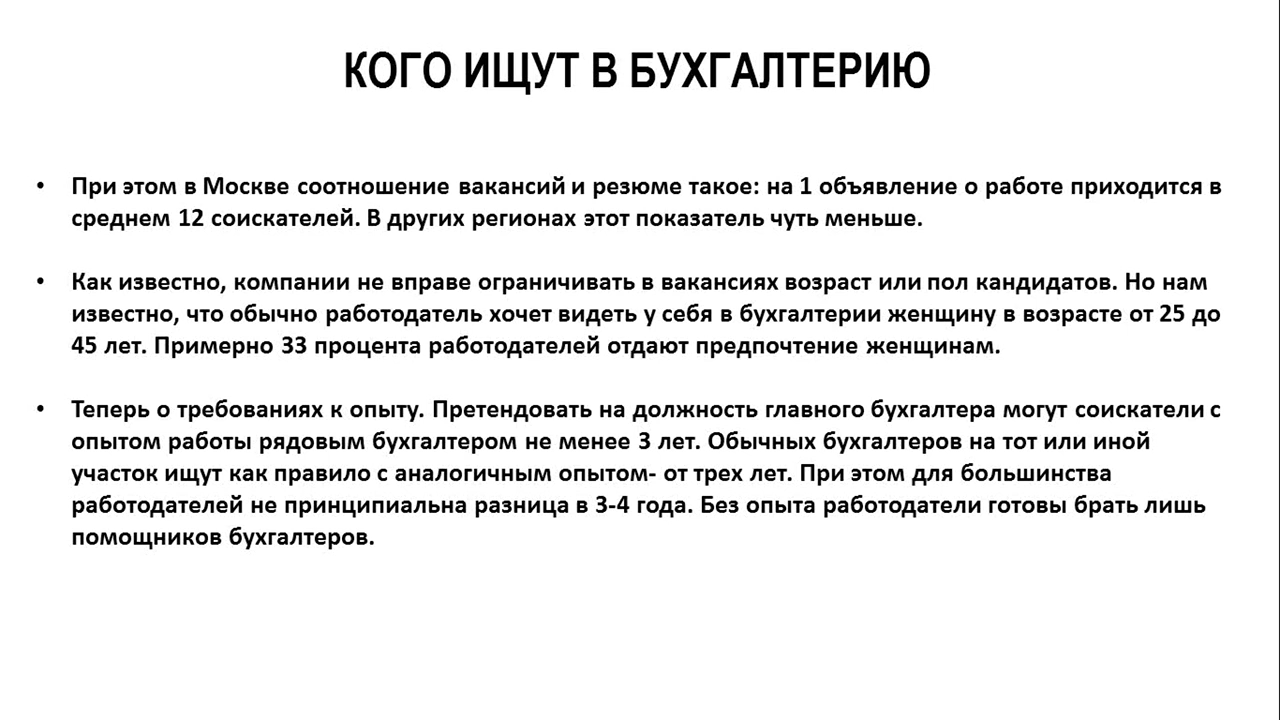 КОГО ИЩУТ В БУХГАЛТЕРИЮ
• При этом в Москве соотношение вакансий и резюме такое: на 1 объявление о работе приходится в
среднем 12 соискателей. В других регионах этот показатель чуть меньше.
• Как известно, компании не вправе ограничивать в вакансиях возраст или пол кандидатов. Но нам
известно, что обычно работодатель хочет видеть у себя в бухгалтерии женщину в возрасте от 25 до
45 лет. Примерно 33 процента работодателей отдают предпочтение женщинам.
• Теперь о требованиях к опыту. Претендовать на должность главного бухгалтера могут соискатели с
опытом работы рядовым бухгалтером не менее 3 лет. Обычных бухгалтеров на тот или иной
участок ищут как правило с аналогичным опытом- от трех лет. При этом для большинства
работодателей не принципиальна разница в 3-4 года. Без опыта работодатели готовы брать лишь
помощников бухгалтеров.